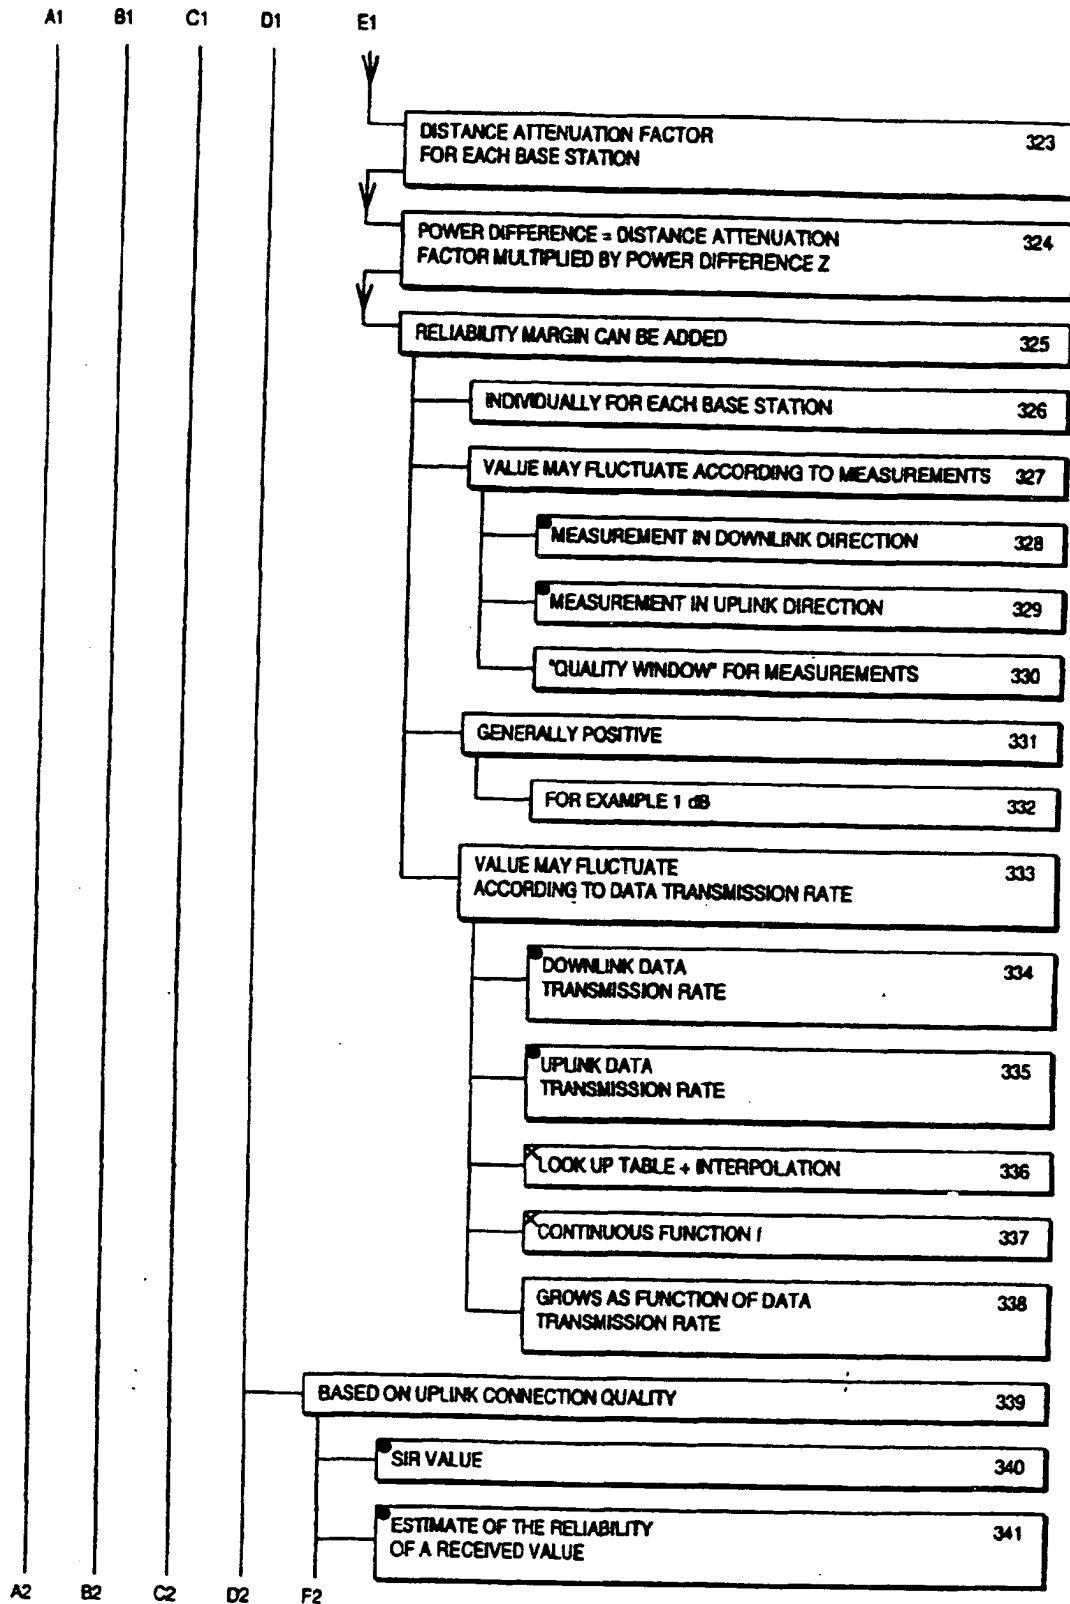 A1 B1 C1 D1 E1
DISTANCE ATTENUATION FACTOR 323
FOR EACH BASE STATION
POWER DIFFERENCE = DISTANCE ATTENUATION 324
FACTOR MULTIPLIED BY POWER DIFFERENCE Z
RELIABILITY MARGIN CAN BE ADDED 325
INDIVIDUALLY FOR EACH BASE STATION 326
VALUE MAY FLUCTUATE ACCORDING TO MEASUREMENTS 327
MEASUREMENT IN DOWNLINK DIRECTION 328
MEASUREMENT IN UPLINK DIRECTION 329
"QUALITY WINDOW" FOR MEASUREMENTS 330
GENERALLY POSITIVE 331
FOR EXAMPLE 1 dB 332
VALUE MAY FLUCTUATE 333
ACCORDING TO DATA TRANSMISSION RATE
DOWNLINK DATA 334
TRANSMISSION RATE
UPLINK DATA 335
TRANSMISSION RATE
LOOK UP TABLE + INTERPOLATION 336
CONTINUOUS FUNCTION f 337
GROWS AS FUNCTION OF DATA 338
TRANSMISSION RATE
BASED ON UPLINK CONNECTION QUALITY 339
SIR VALUE 340
ESTIMATE OF THE RELIABILITY 341
OF A RECEIVED VALUE
A2 B2 C2 D2 F2